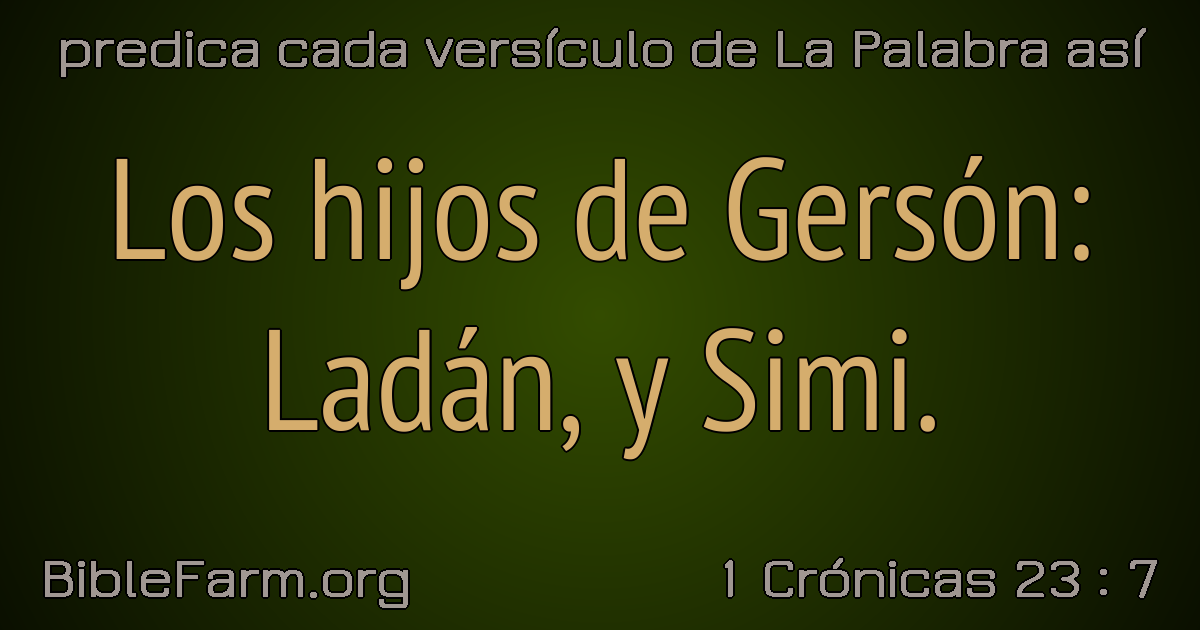 predica cada versículo de La Palabra así
Los hijos de Gersón:
Ladán, y Simi.
BibleFarm.org
1 Crónicas 23 : 7